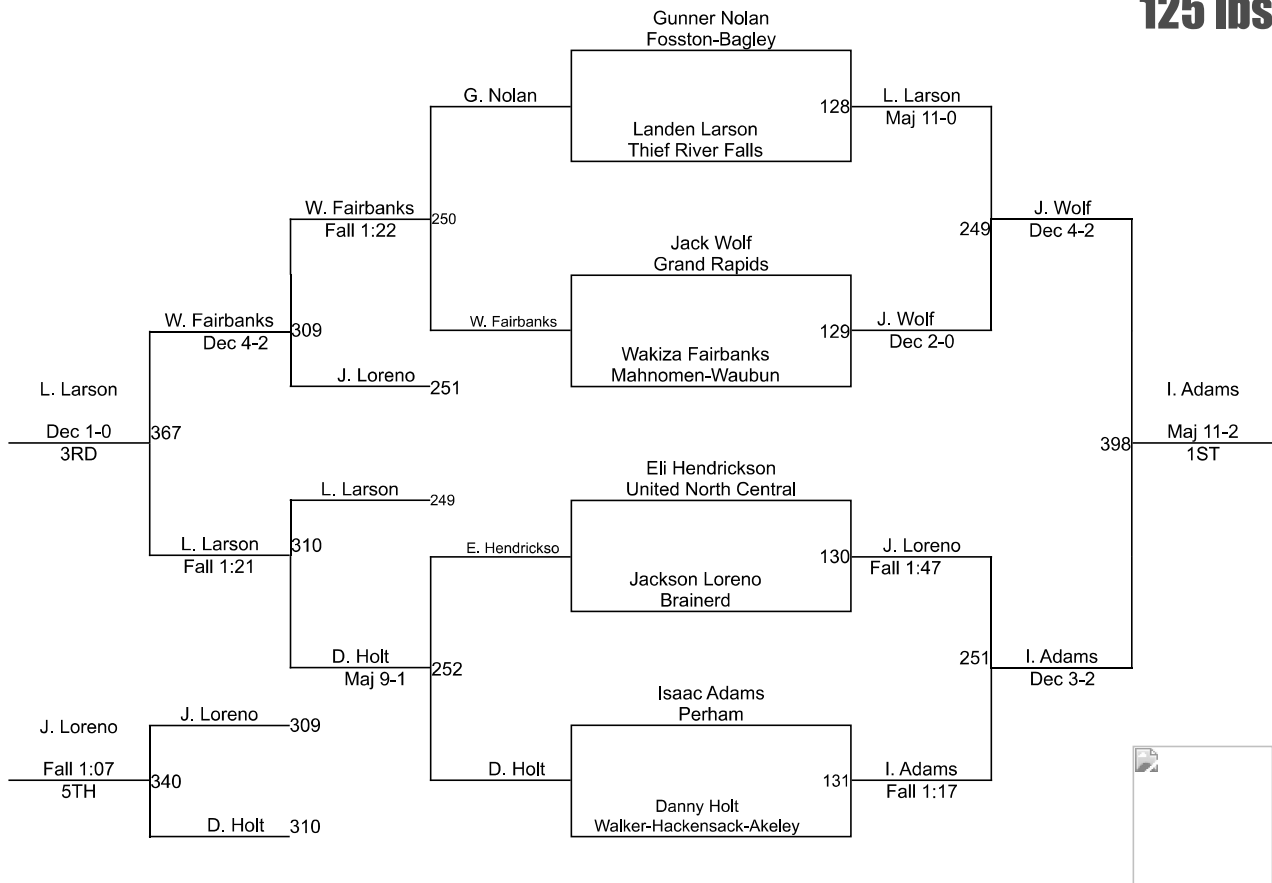 125 lbs
Gunner Nolan
Fosston-Bagley
G. Nolan
128
L. Larson
Maj 11-0
Landen Larson
Thief River Falls
W. Fairbanks
Fall 1:22
250
249
J. Wolf
Dec 4-2
Jack Wolf
Grand Rapids
W. Fairbanks
Dec 4-2
309
W. Fairbanks
129
J. Wolf
Dec 2-0
Wakiza Fairbanks
Mahnomen-Waubun
J. Loreno
251
L. Larson
Dec 1-0
3RD
367
I. Adams
398
Maj 11-2
1ST
Eli Hendrickson
United North Central
L. Larson
249
L. Larson
Fall 1:21
310
E. Hendrickso
130
J. Loreno
Fall 1:47
Jackson Loreno
Brainerd
D. Holt
Maj 9-1
252
251
I. Adams
Dec 3-2
Isaac Adams
Perham
J. Loreno
309
J. Loreno
Fall 1:07
5TH
340
D. Holt
131
I. Adams
Fall 1:17
Danny Holt
Walker-Hackensack-Akeley
D. Holt
310